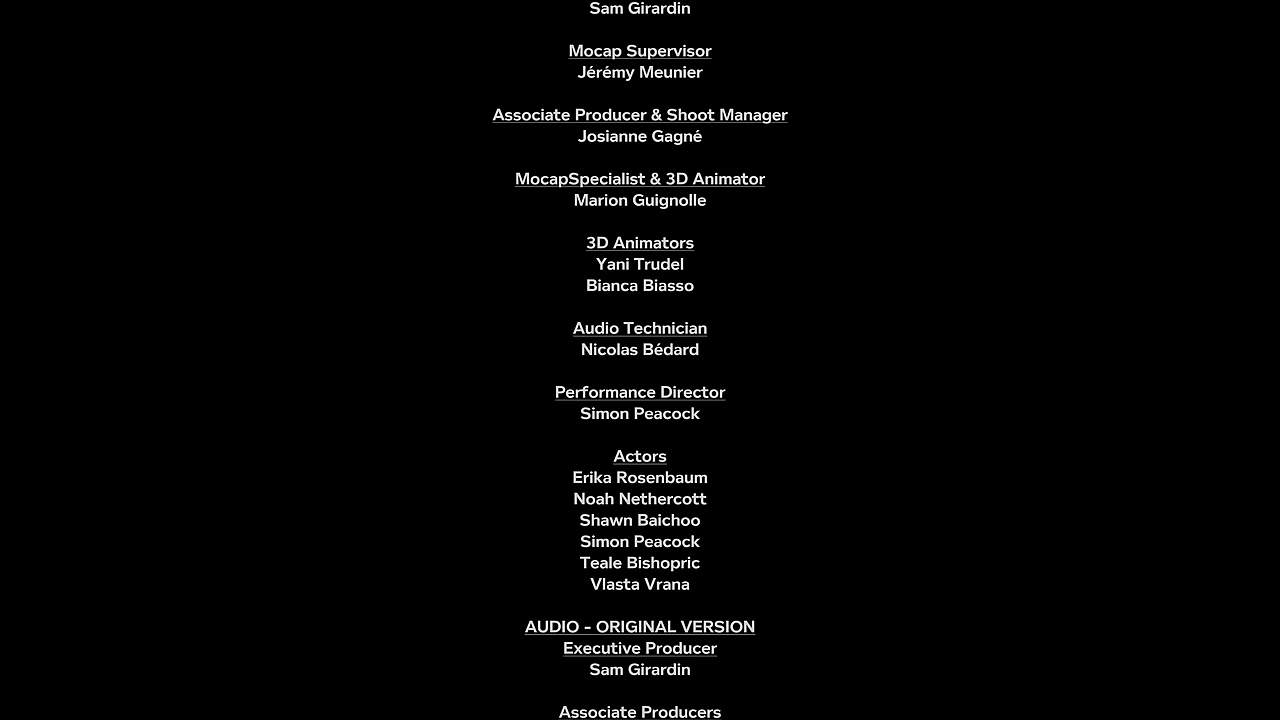 Sam Girardin
Mocap Supervisor
Jérémy Meunier
Associate Producer & Shoot Manager
Josianne Gagné
MocapSpecialist & 3D Animator
Marion Guignolle
3D Animators
Yani Trudel
Bianca Biasso
Audio Technician
Nicolas Bédard
Performance Director
Simon Peacock
Actors
Erika Rosenbaum
Noah Nethercott
Shawn Baichoo
Simon Peacock
Teale Bishopric
Vlasta Vrana
AUDIO - ORIGINAL VERSION
Executive Producer
Sam Girardin
Associate Producers